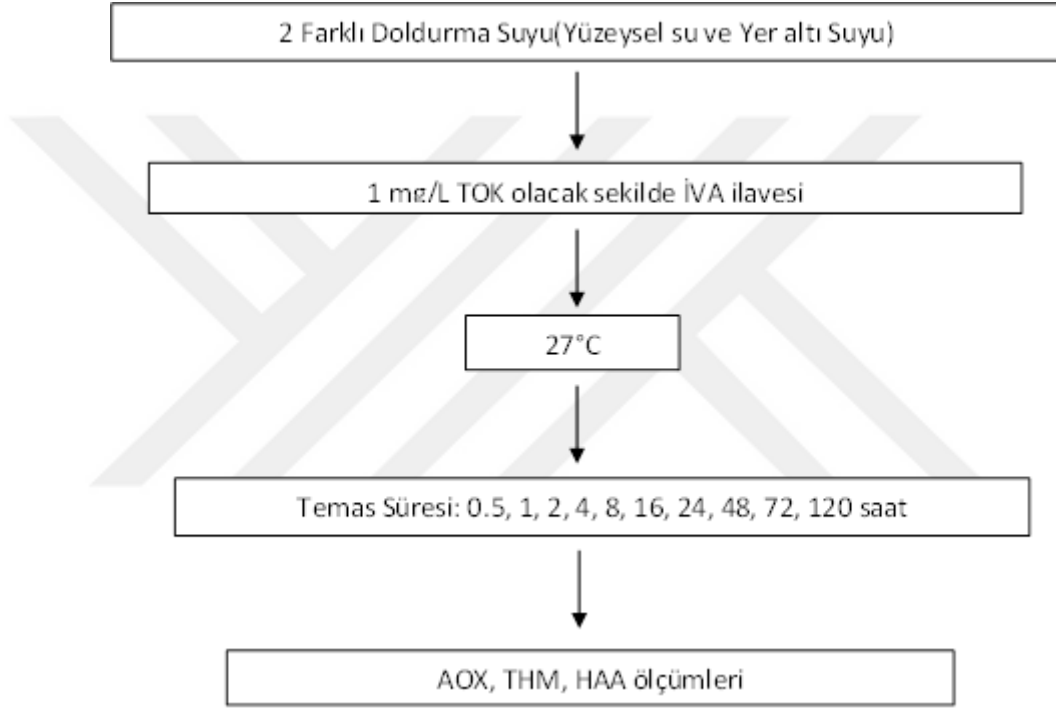 2 Farklı Doldurma Suyu(Yüzeysel su ve Yer altı Suyu)
1 mg/L TOK olacak sekilde İVA ilavesi
27°C
Temas Süresi: 0.5, 1, 2, 4, 8, 16, 24, 48, 72, 120 saat
AOX, THM, HAA ölçümleri